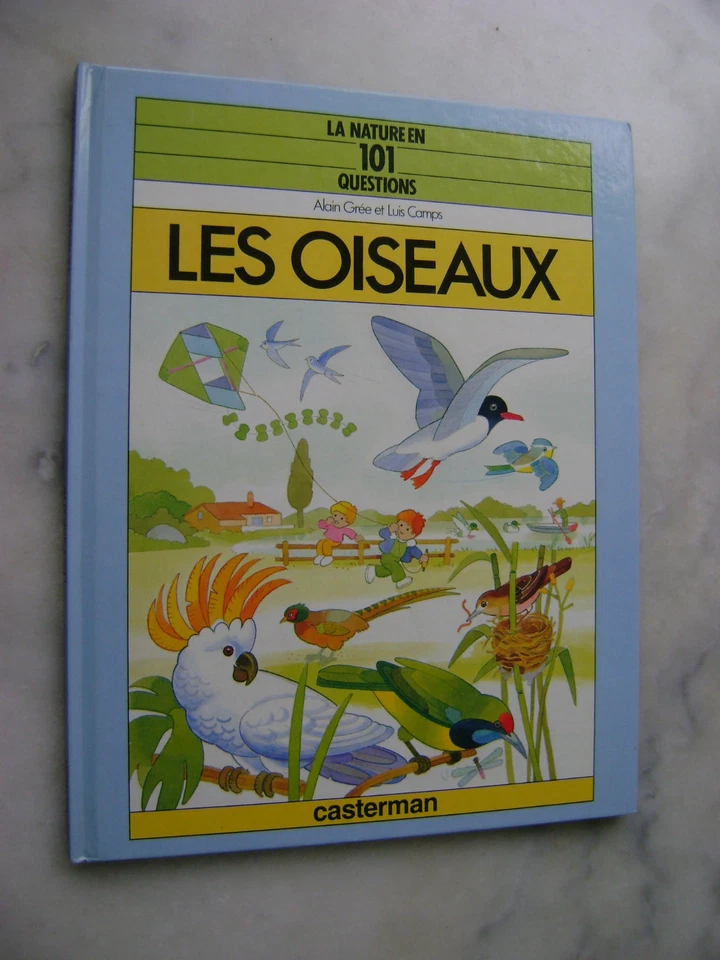 LA NATURE EN
101
QUESTIONS
Alain Grée et Luis Camps
LES OISEAUX
casterman